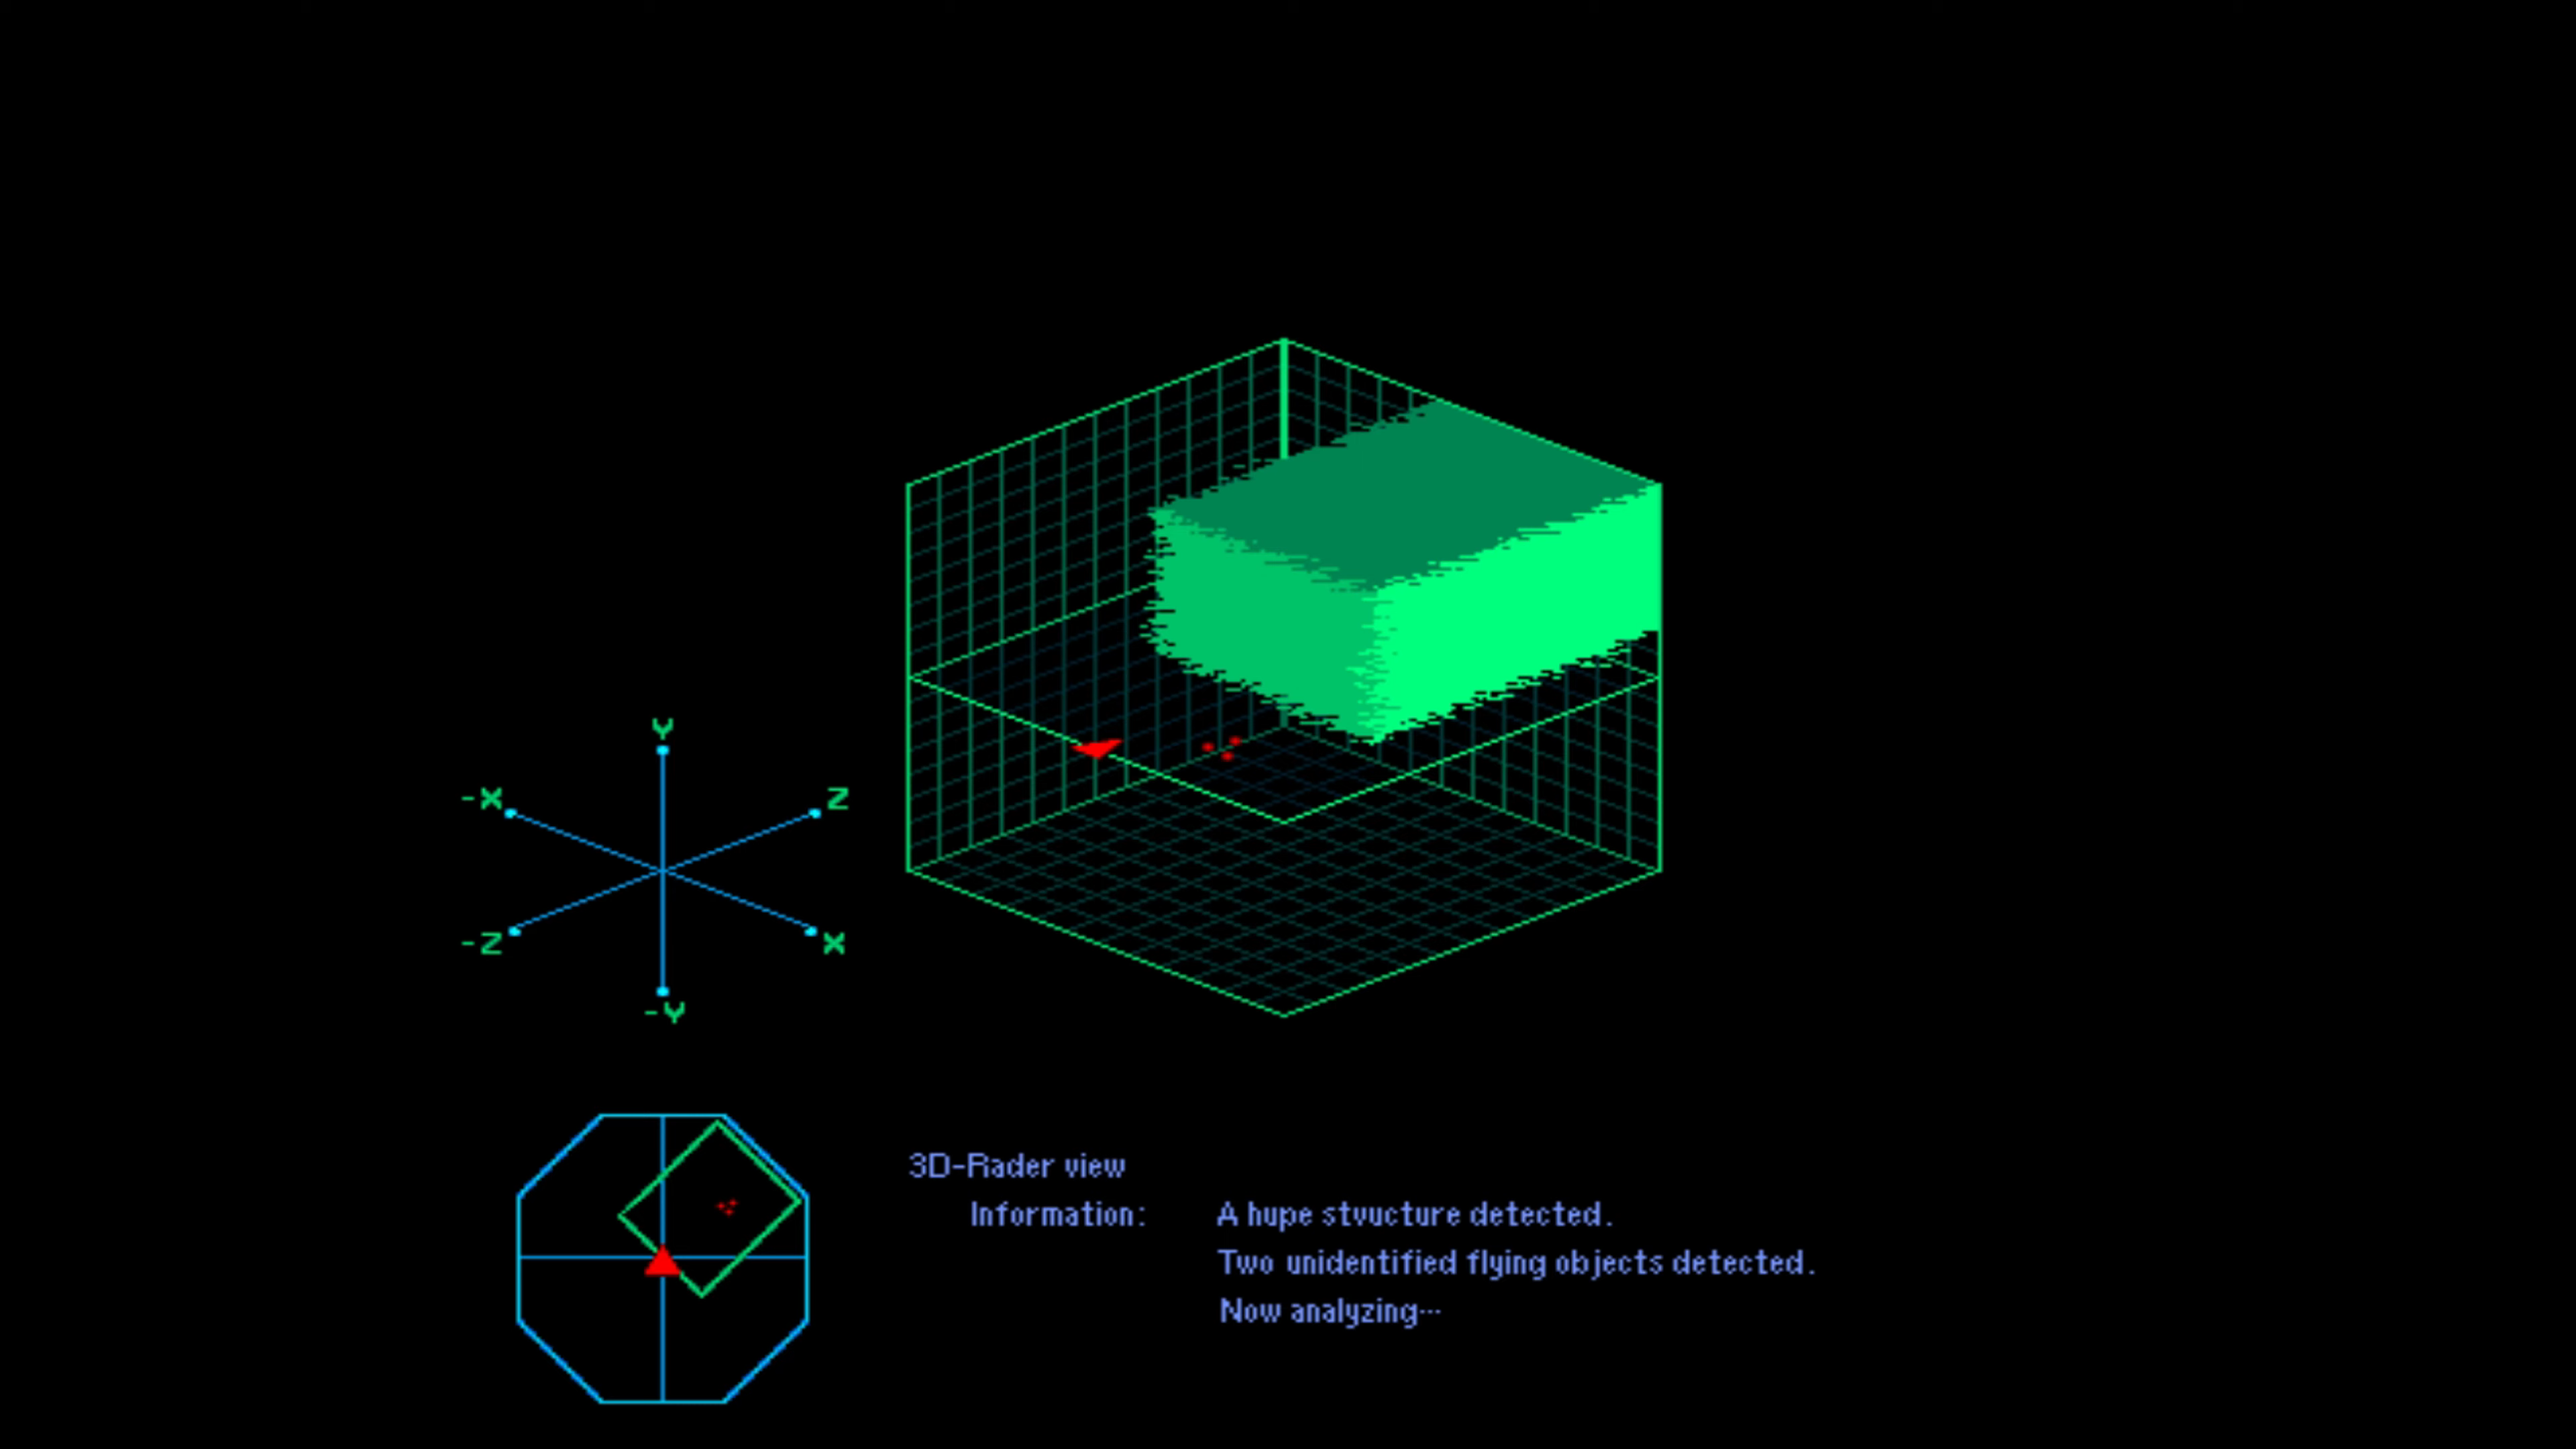 Y
-X Z
-Z X
-Y
3D-Rader view
Information: A hupe stvucture detected.
Two unidentified flying objects detected.
Now analyzing…